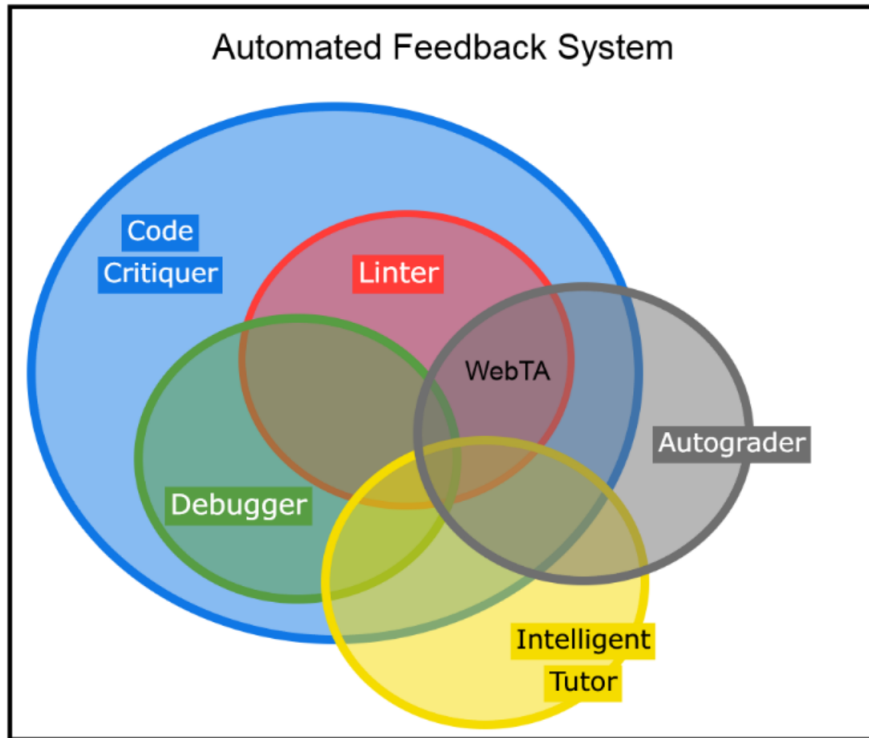 Automated Feedback System
Code
Critiquer
Linter
WebTA
Autograder
Debugger
Intelligent
Tutor